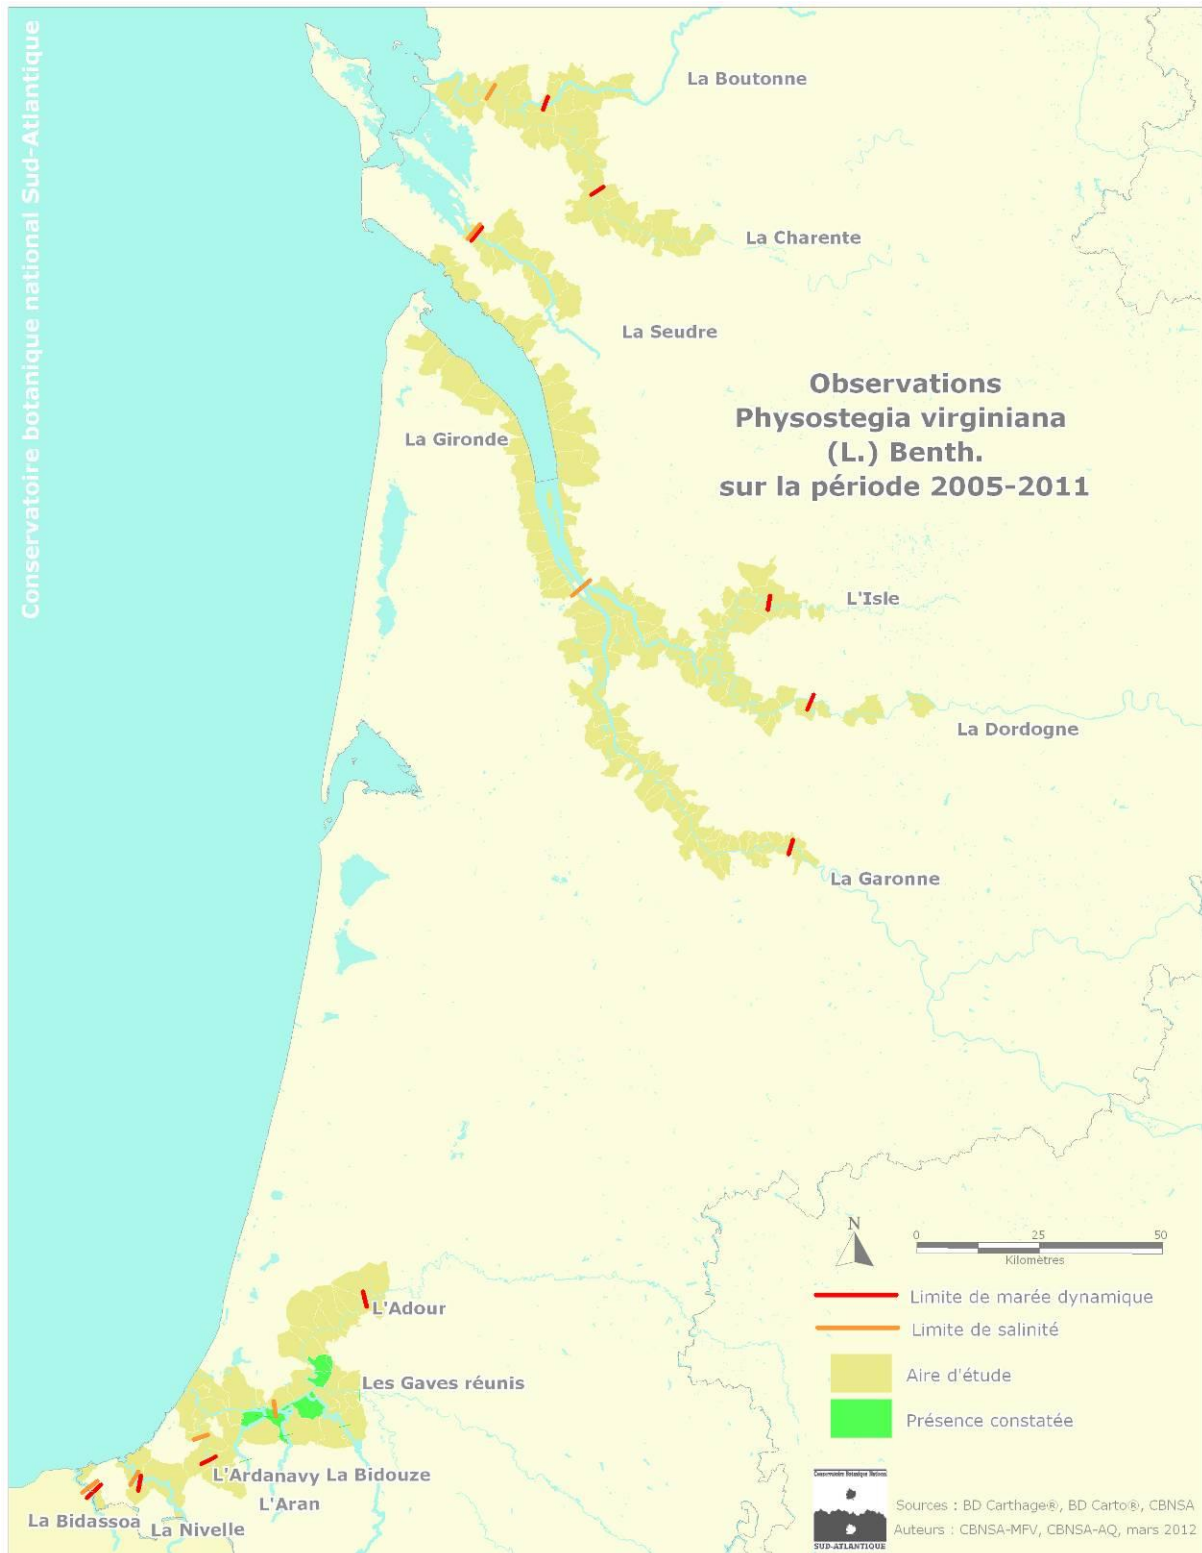 Conservatoire botanique national Sud-Atlantique
La Boutonne
La Charente
La Seudre
Observations
Physostegia virginiana
(L.) Benth.
sur la période 2005-2011
La Gironde
L'Isle
La Dordogne
La Garonne
N
0 25 50
Kilomètres
L'Adour
Limite de marée dynamique
Limite de salinité
Les Gaves réunis
Aire d'étude
Présence constatée
L'Ardanavy La Bidouze
L'Aran
La Bidassoa
La Nivelle
Conservatoire Botanique National
SUD-ATLANTIQUE
Sources : BD Carthage®, BD Carto®, CBNSA
Auteurs : CBNSA-MFV, CBNSA-AQ, mars 2012